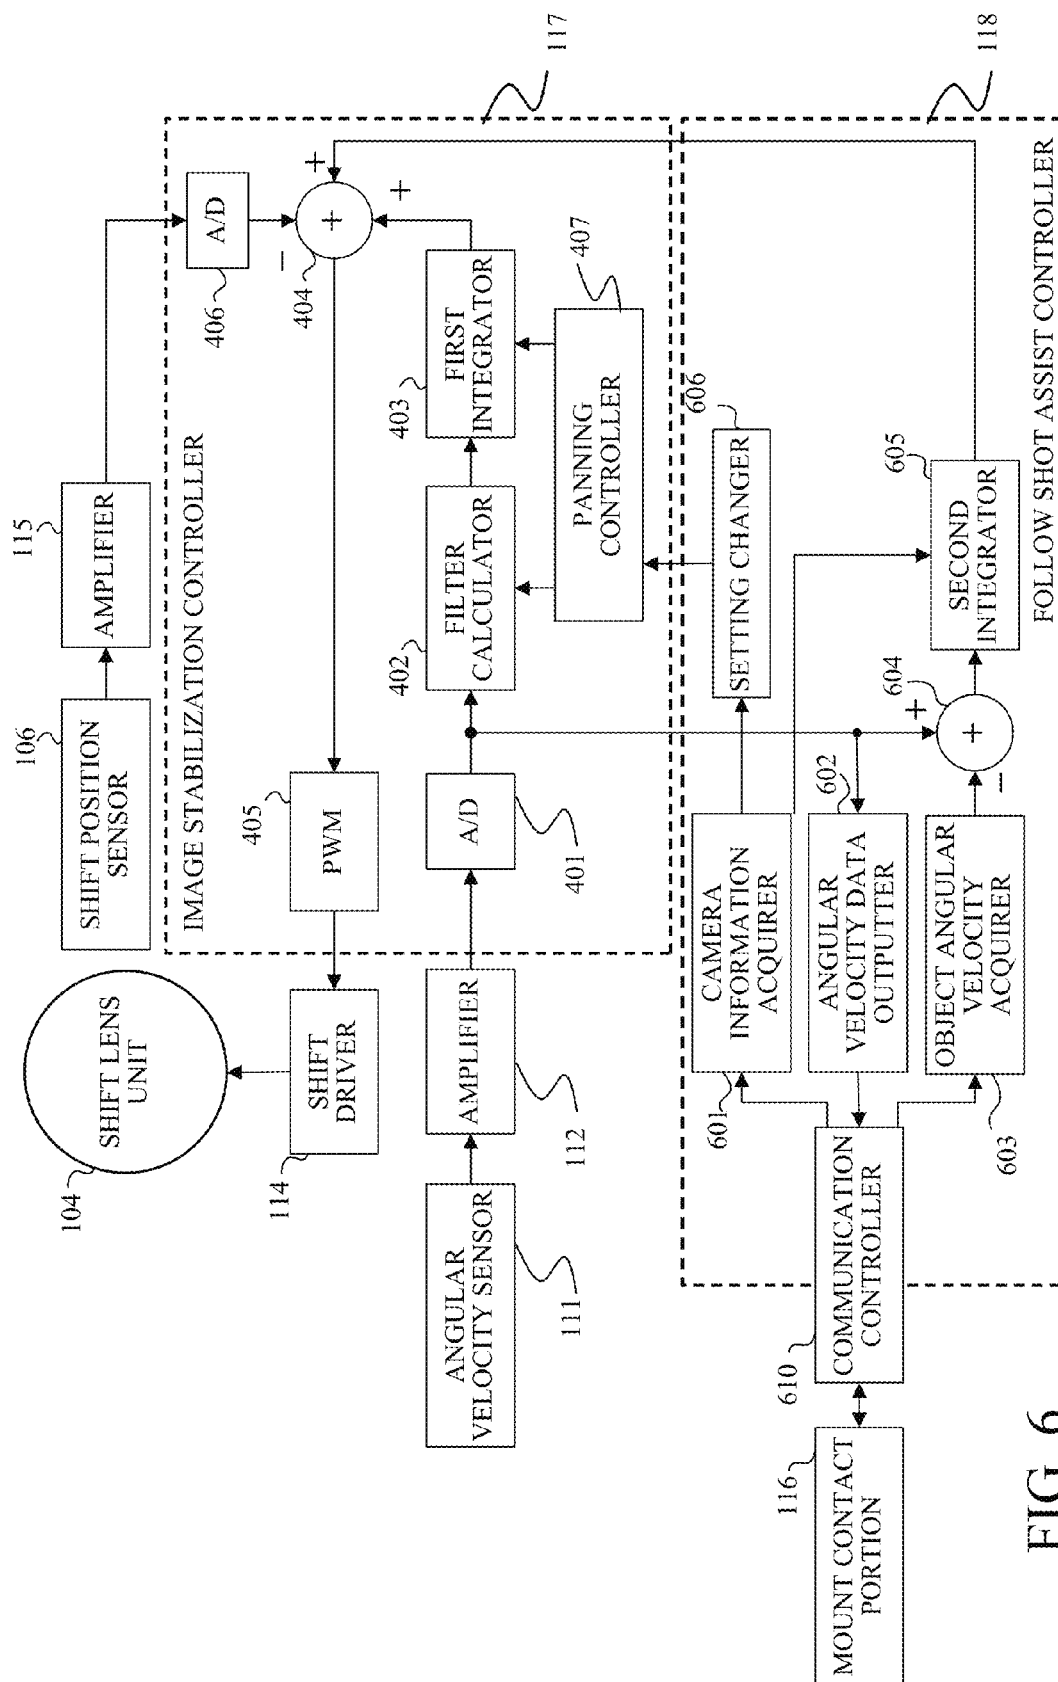 104
SHIFT LENS
UNIT
106
SHIFT POSITION
SENSOR
115
AMPLIFIER
114
SHIFT
DRIVER
IMAGE STABILIZATION CONTROLLER
117
405
PWM
406
A/D
404
+
−
+
+
111
ANGULAR
VELOCITY SENSOR
112
AMPLIFIER
401
A/D
402
FILTER
CALCULATOR
403
FIRST
INTEGRATOR
407
PANNING
CONTROLLER
118
606
SETTING CHANGER
601
CAMERA
INFORMATION
ACQUIRER
602
ANGULAR
VELOCITY DATA
OUTPUTTER
603
OBJECT ANGULAR
VELOCITY
ACQUIRER
604
+
+
−
605
SECOND
INTEGRATOR
116
MOUNT CONTACT
PORTION
610
COMMUNICATION
CONTROLLER
FOLLOW SHOT ASSIST CONTROLLER
FIG. 6